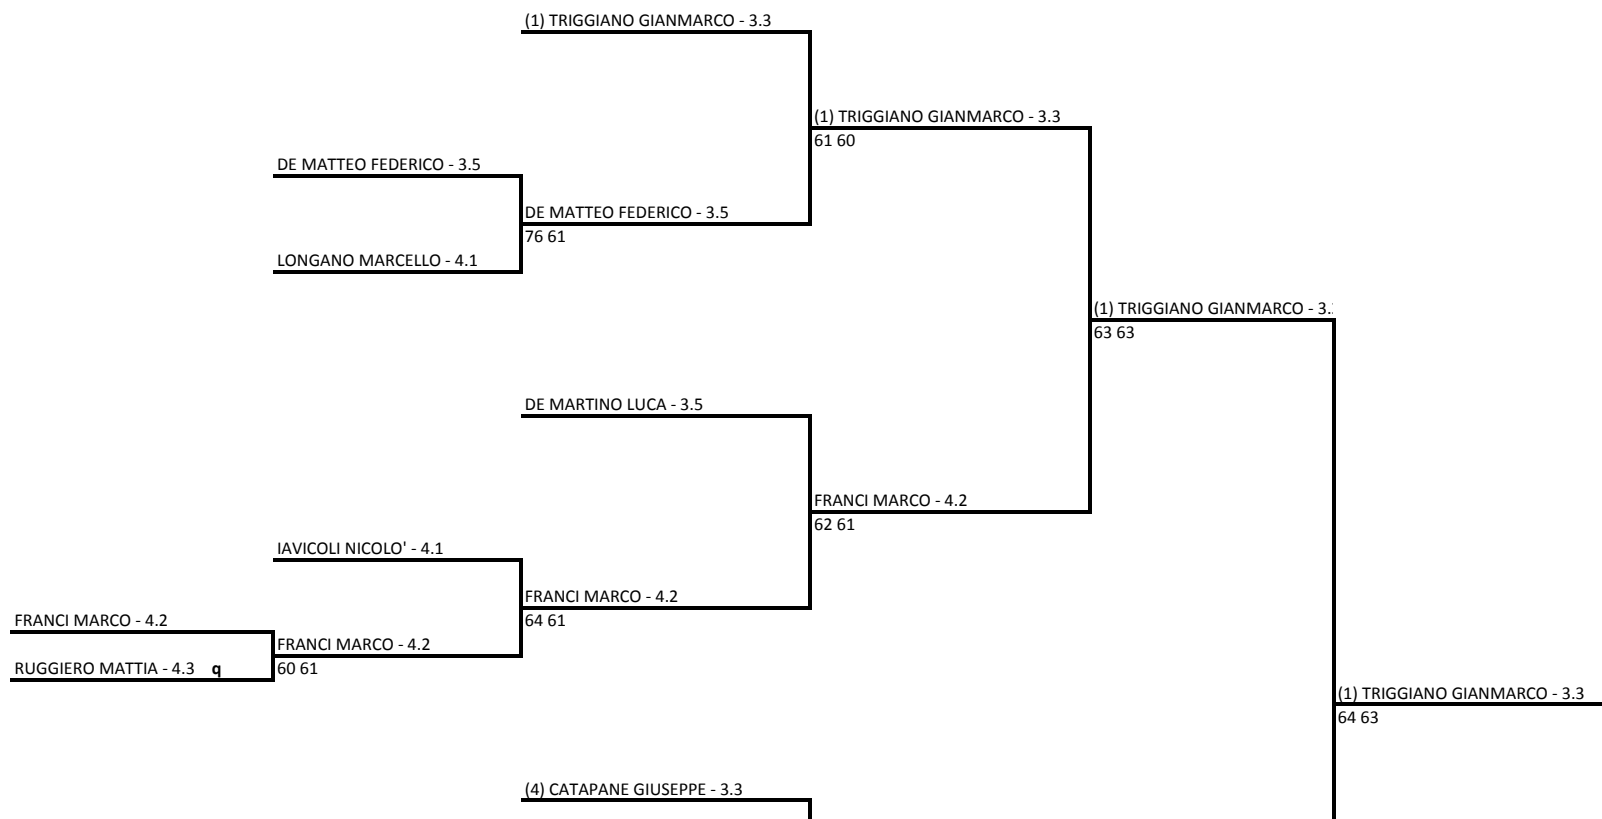 (1) TRIGGIANO GIANMARCO - 3.3
(1) TRIGGIANO GIANMARCO - 3.3
61 60
DE MATTEO FEDERICO - 3.5
DE MATTEO FEDERICO - 3.5
76 61
LONGANO MARCELLO - 4.1
(1) TRIGGIANO GIANMARCO - 3.
63 63
DE MARTINO LUCA - 3.5
FRANCI MARCO - 4.2
62 61
IAVICOLI NICOLO' - 4.1
FRANCI MARCO - 4.2
64 61
FRANCI MARCO - 4.2
FRANCI MARCO - 4.2
RUGGIERO MATTIA - 4.3 q
60 61
(1) TRIGGIANO GIANMARCO - 3.3
64 63
(4) CATAPANE GIUSEPPE - 3.3